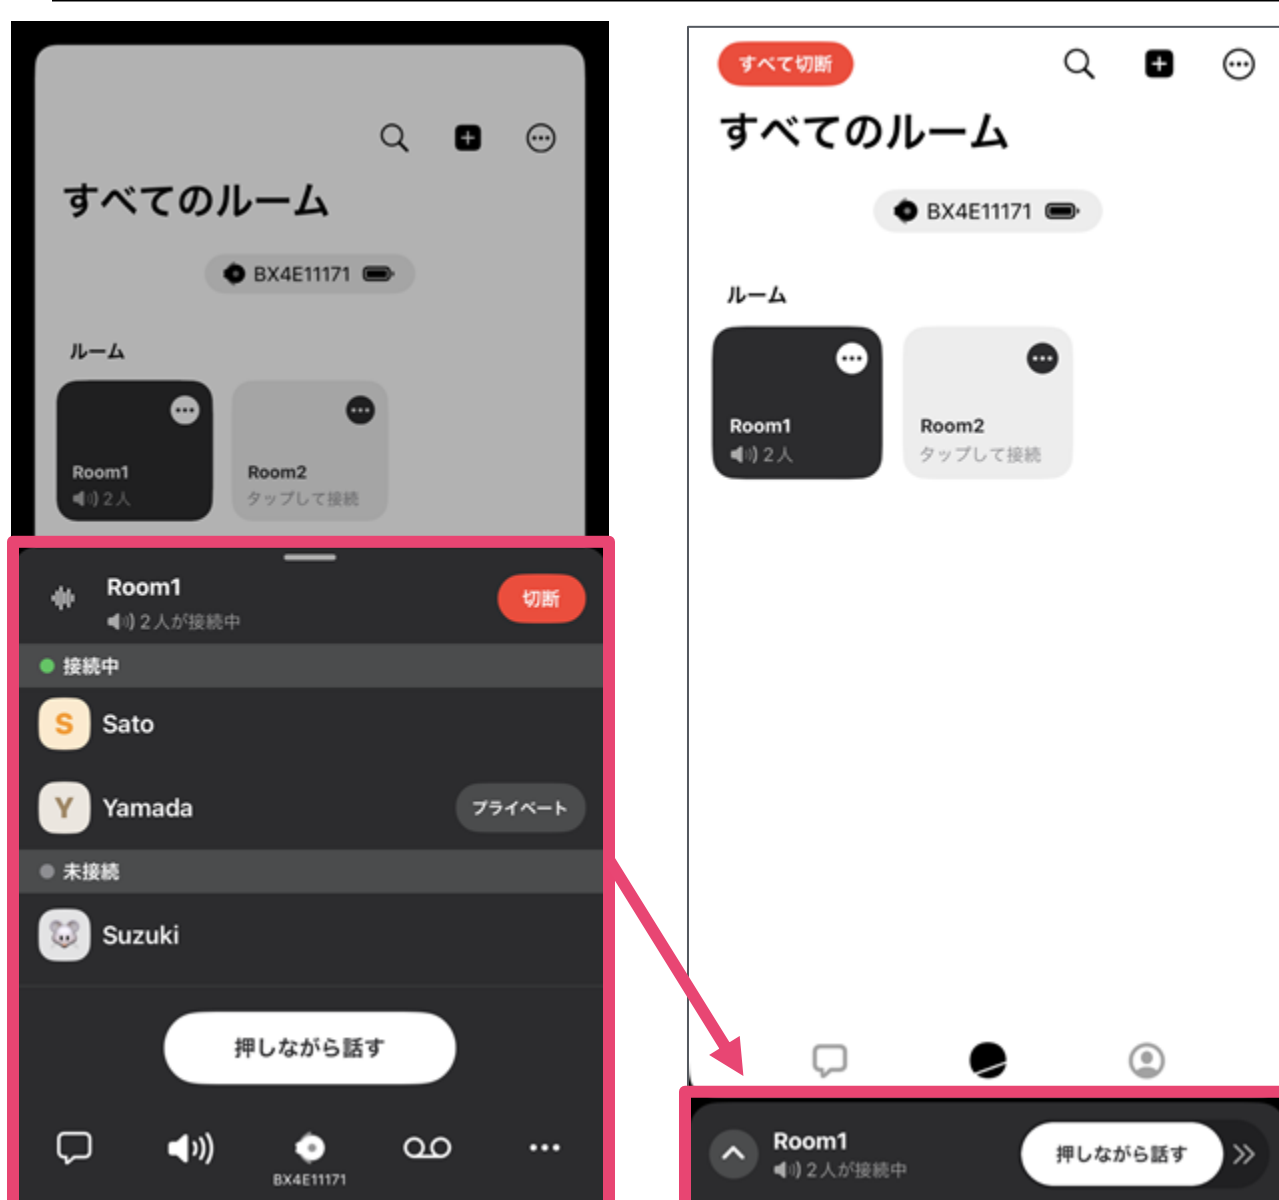 すべてのルーム
BX4E11171
ルーム
Room1
2人
Room2
タップして接続
Room1
2人が接続中
切断
接続中
S
Sato
Y
Yamada
プライベート
未接続
Suzuki
押しながら話す
BX4E11171
すべて切断
すべてのルーム
BX4E11171
ルーム
Room1
2人
Room2
タップして接続
Room1
2人が接続中
押しながら話す